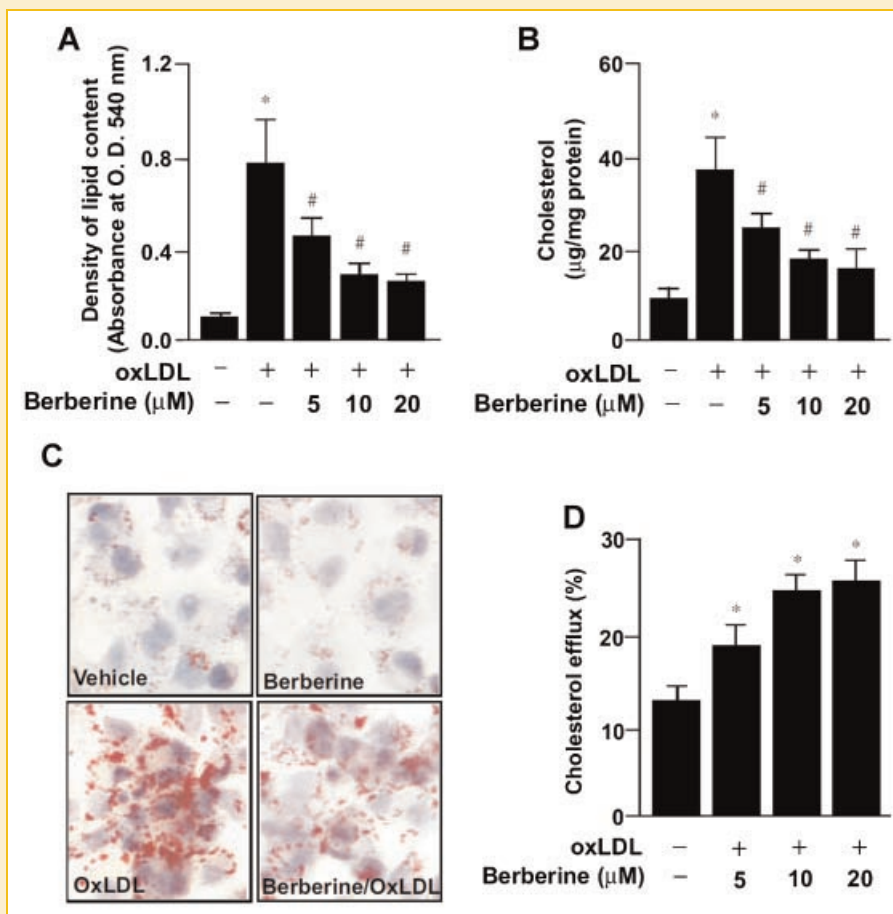 A
Density of lipid content
(Absorbance at O. D. 540 nm)
1.2
0.8
0.4
0.0
*
#
#
#
oxLDL − + + + +
Berberine (μM) − − 5 10 20
B
Cholesterol
(μg/mg protein)
60
40
20
0
*
#
#
#
oxLDL − + + + +
Berberine (μM) − − 5 10 20
C
Vehicle
Berberine
OxLDL
Berberine/OxLDL
D
Cholesterol efflux (%)
30
20
10
0
*
*
*
oxLDL − + + +
Berberine (μM) − 5 10 20